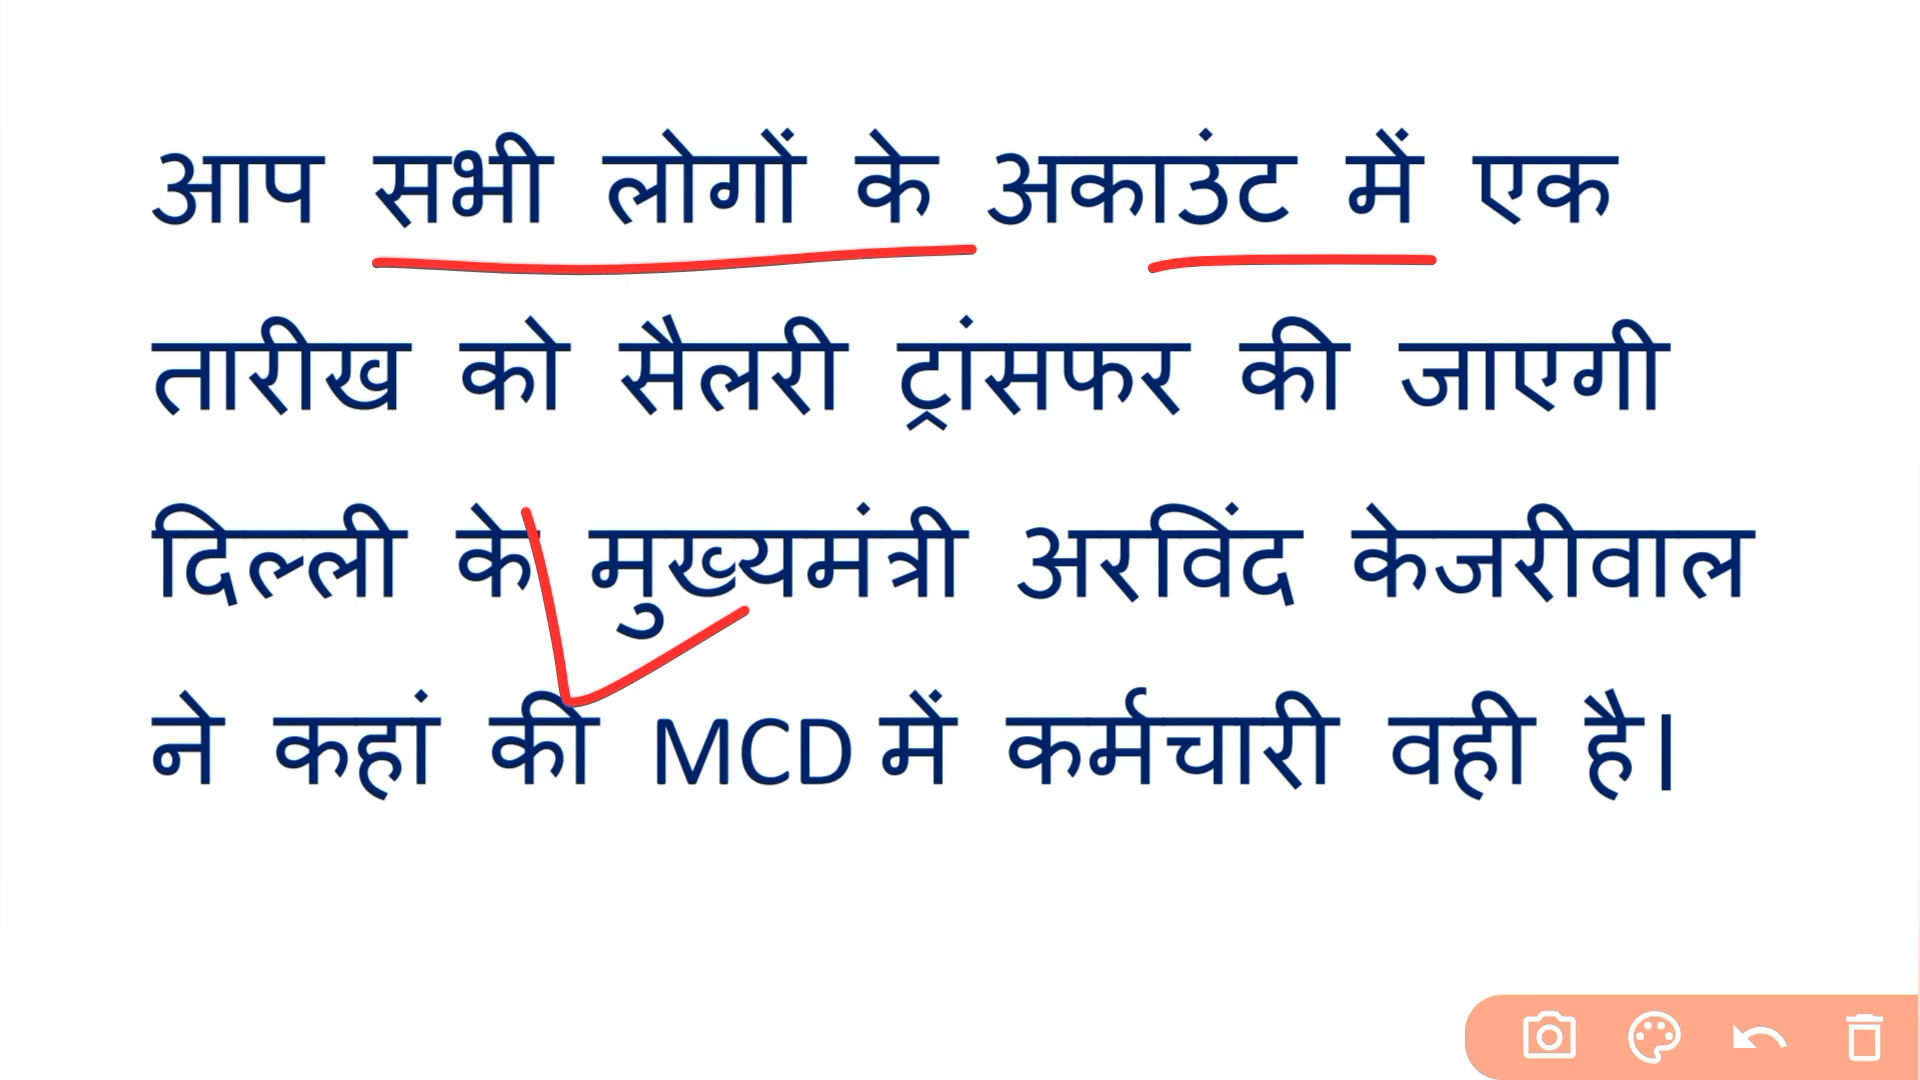 आप सभी लोगों के अकाउंट में एक
तारीख को सैलरी ट्रांसफर की जाएगी
दिल्ली के मुख्यमंत्री अरविंद केजरीवाल
ने कहां की MCD में कर्मचारी वही है।